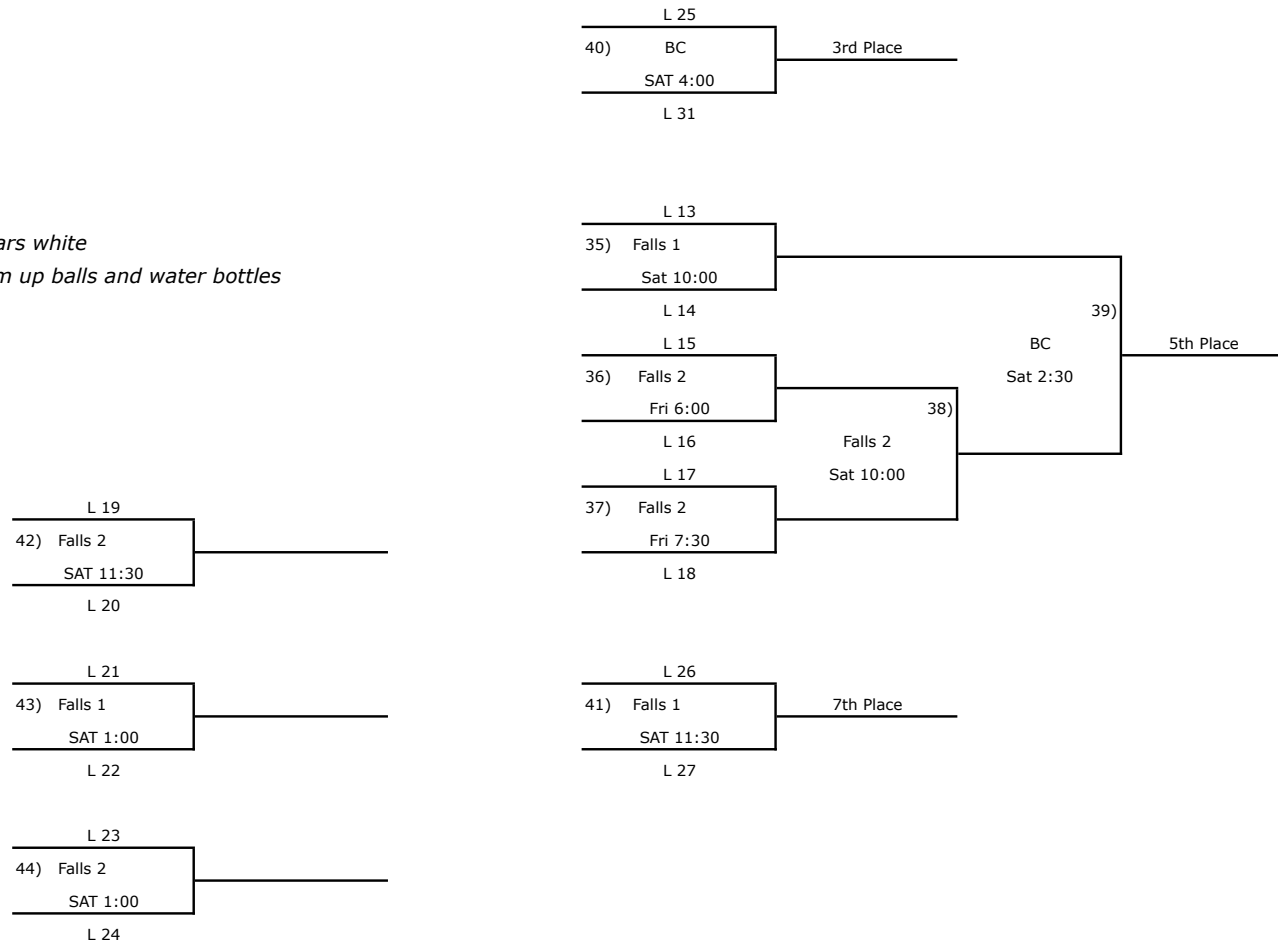 L 25
40) BC
3rd Place
SAT 4:00
L 31
L 13
35) Falls 1
Sat 10:00
L 14
white
up balls and water bottles
L 15
36) Falls 2
Fri 6:00
L 16
L 17
37) Falls 2
Fri 7:30
L 18
38)
Falls 2
Sat 10:00
39)
BC
Sat 2:30
5th Place
L 19
42) Falls 2
SAT 11:30
L 20
L 21
43) Falls 1
SAT 1:00
L 22
L 26
41) Falls 1
7th Place
SAT 11:30
L 27
L 23
44) Falls 2
SAT 1:00
L 24